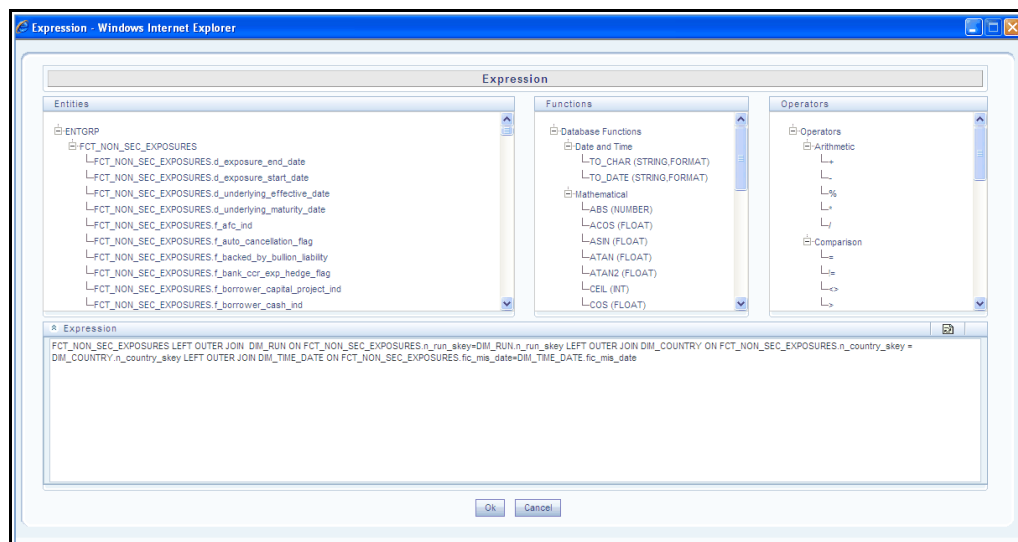 Expression - Windows Internet Explorer
Expression
Entities
ENTGRP
FCT_NON_SEC_EXPOSURES
FCT_NON_SEC_EXPOSURES.d_exposure_end_date
FCT_NON_SEC_EXPOSURES.d_exposure_start_date
FCT_NON_SEC_EXPOSURES.d_underlying_effective_date
FCT_NON_SEC_EXPOSURES.d_underlying_maturity_date
FCT_NON_SEC_EXPOSURES.f_afc_ind
FCT_NON_SEC_EXPOSURES.f_auto_cancellation_flag
FCT_NON_SEC_EXPOSURES.f_backed_by_bullion_liability
FCT_NON_SEC_EXPOSURES.f_bank_ccr_exp_hedge_flag
FCT_NON_SEC_EXPOSURES.f_borrower_capital_project_ind
FCT_NON_SEC_EXPOSURES.f_borrower_cash_ind
Functions
Database Functions
Date and Time
TO_CHAR (STRING,FORMAT)
TO_DATE (STRING,FORMAT)
Mathematical
ABS (NUMBER)
ACOS (FLOAT)
ASIN (FLOAT)
ATAN (FLOAT)
ATAN2 (FLOAT)
CEIL (INT)
COS (FLOAT)
Operators
Operators
Arithmetic
+
-
%
*
/
Comparison
=
!=
<>
>
Expression
FCT_NON_SEC_EXPOSURES LEFT OUTER JOIN DIM_RUN ON FCT_NON_SEC_EXPOSURES.n_run_skey=DIM_RUN.n_run_skey LEFT OUTER JOIN DIM_COUNTRY ON FCT_NON_SEC_EXPOSURES.n_country_skey =
DIM_COUNTRY.n_country_skey LEFT OUTER JOIN DIM_TIME_DATE ON FCT_NON_SEC_EXPOSURES.fic_mis_date=DIM_TIME_DATE.fic_mis_date
Ok
Cancel